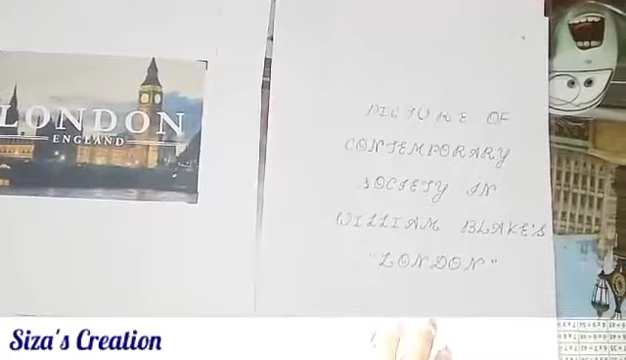 LONDON
ENGLAND
PICTURE OF
CONTEMPORARY
SOCIETY IN
WILLIAM BLAKE'S
"LONDON"
Siza's Creation